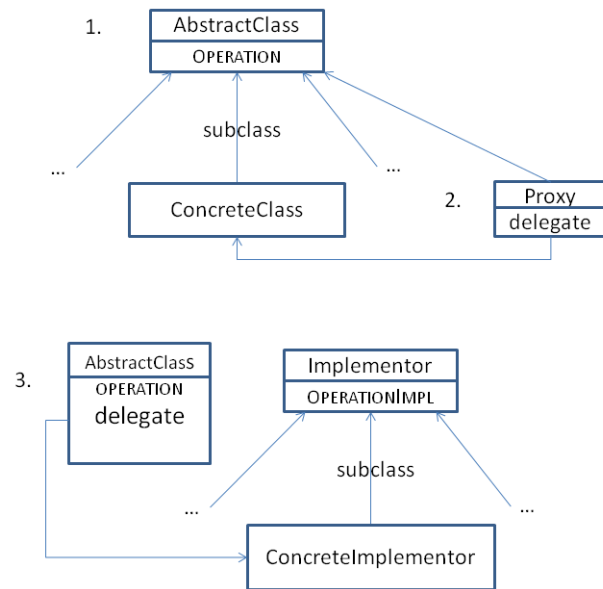 1.
AbstractClass
OPERATION
subclass
...
...
ConcreteClass
2.
Proxy
delegate
3.
AbstractClass
OPERATION
delegate
Implementor
OPERATIONIMPL
subclass
...
...
ConcreteImplementor